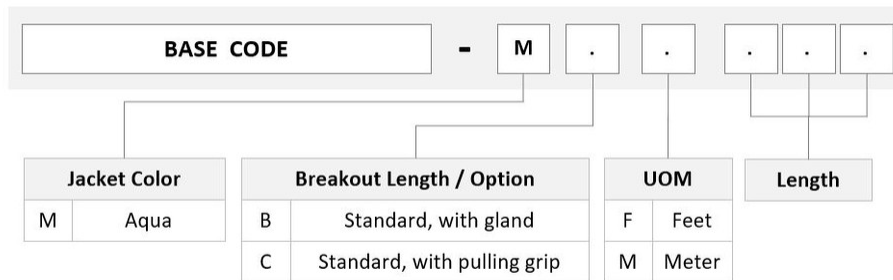 BASE CODE - M . . . . .
Jacket Color Breakout Length / Option UOM Length
M Aqua B Standard, with gland F Feet
C Standard, with pulling grip M Meter